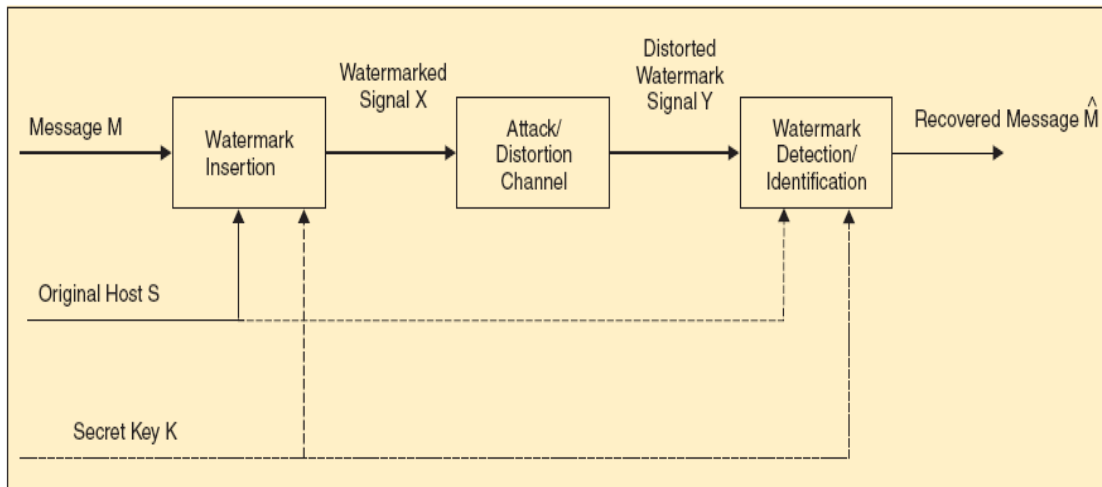 Message M
Watermark
Insertion
Watermarked
Signal X
Attack/
Distortion
Channel
Distorted
Watermark
Signal Y
Watermark
Detection/
Identification
Recovered Message M̂
Original Host S
Secret Key K